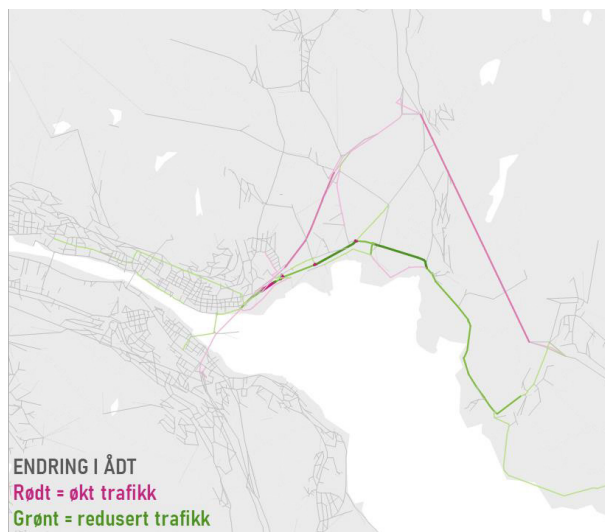 ENDRING I ÅDT
Rødt = økt trafikk
Grønt = redusert trafikk